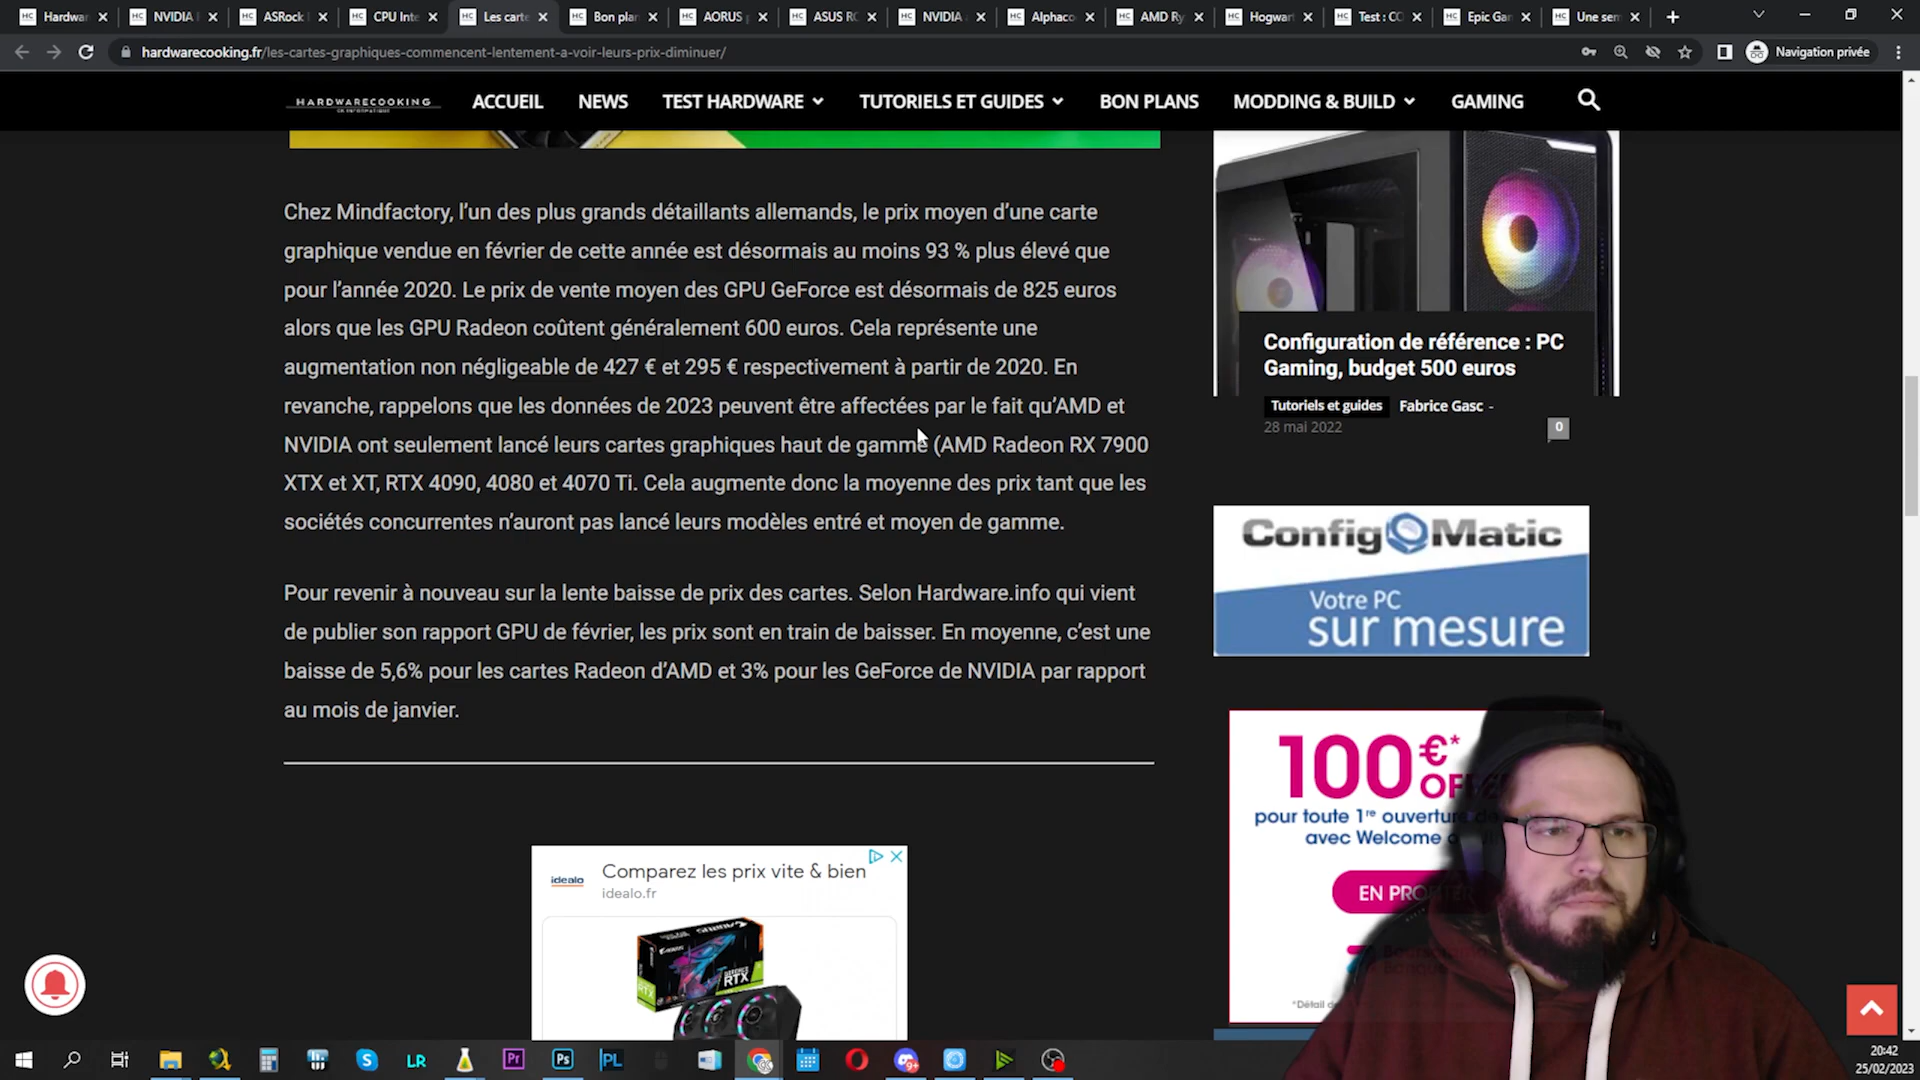 Hardwar
NVIDIA
ASRock
CPU Inte
Les carte
Bon plan
AORUS
ASUS RO
NVIDIA
Alphaco
AMD Ry
Hogwart
Test : CO
Epic Gar
Une sem
hardwarecooking.fr/les-cartes-graphiques-commencent-lentement-a-voir-leurs-prix-diminuer/
Navigation privée
HARDWARECOOKING
ACCUEIL
NEWS
TEST HARDWARE
TUTORIELS ET GUIDES
BON PLANS
MODDING & BUILD
GAMING
Chez Mindfactory, l'un des plus grands détaillants allemands, le prix moyen d'une carte
graphique vendue en février de cette année est désormais au moins 93 % plus élevé que
pour l'année 2020. Le prix de vente moyen des GPU GeForce est désormais de 825 euros
alors que les GPU Radeon coûtent généralement 600 euros. Cela représente une
augmentation non négligeable de 427 € et 295 € respectivement à partir de 2020. En
revanche, rappelons que les données de 2023 peuvent être affectées par le fait qu'AMD et
NVIDIA ont seulement lancé leurs cartes graphiques haut de gamme (AMD Radeon RX 7900
XTX et XT, RTX 4090, 4080 et 4070 Ti. Cela augmente donc la moyenne des prix tant que les
sociétés concurrentes n'auront pas lancé leurs modèles entré et moyen de gamme.
Pour revenir à nouveau sur la lente baisse de prix des cartes. Selon Hardware.info qui vient
de publier son rapport GPU de février, les prix sont en train de baisser. En moyenne, c'est une
baisse de 5,6% pour les cartes Radeon d'AMD et 3% pour les GeForce de NVIDIA par rapport
au mois de janvier.
Configuration de référence : PC
Gaming, budget 500 euros
Tutoriels et guides
Fabrice Gasc -
28 mai 2022
0
Config Matic
Votre PC
sur mesure
100€*
pour toute 1re ouverture
avec Welcome
EN PRO
*Détail
idealo
Comparez les prix vite & bien
idealo.fr
RTX
LR
Pr
Ps
PL
20:42
25/02/2023